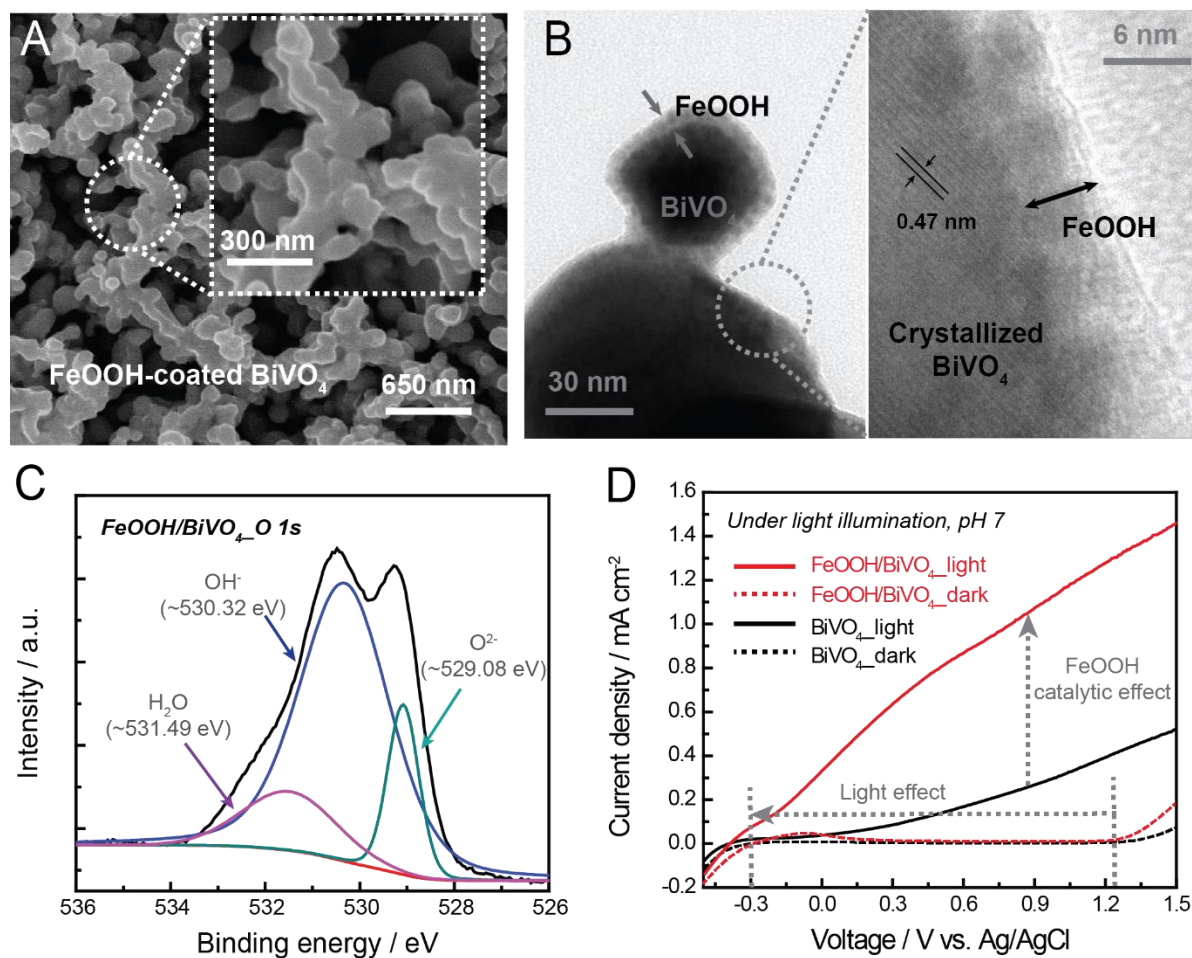 A
300 nm
FeOOH-coated BiVO₄
650 nm
B
FeOOH
BiVO₄
30 nm
6 nm
0.47 nm
FeOOH
Crystallized
BiVO₄
C
FeOOH/BiVO₄_O 1s
OH⁻
(~530.32 eV)
O²⁻
(~529.08 eV)
H₂O
(~531.49 eV)
Intensity / a.u.
536 534 532 530 528 526
Binding energy / eV
D
Under light illumination, pH 7
FeOOH/BiVO₄_light
FeOOH/BiVO₄_dark
BiVO₄_light
BiVO₄_dark
FeOOH
catalytic effect
Light effect
Current density / mA cm⁻²
1.6
1.4
1.2
1.0
0.8
0.6
0.4
0.2
0.0
-0.2
-0.3 0.0 0.3 0.6 0.9 1.2 1.5
Voltage / V vs. Ag/AgCl